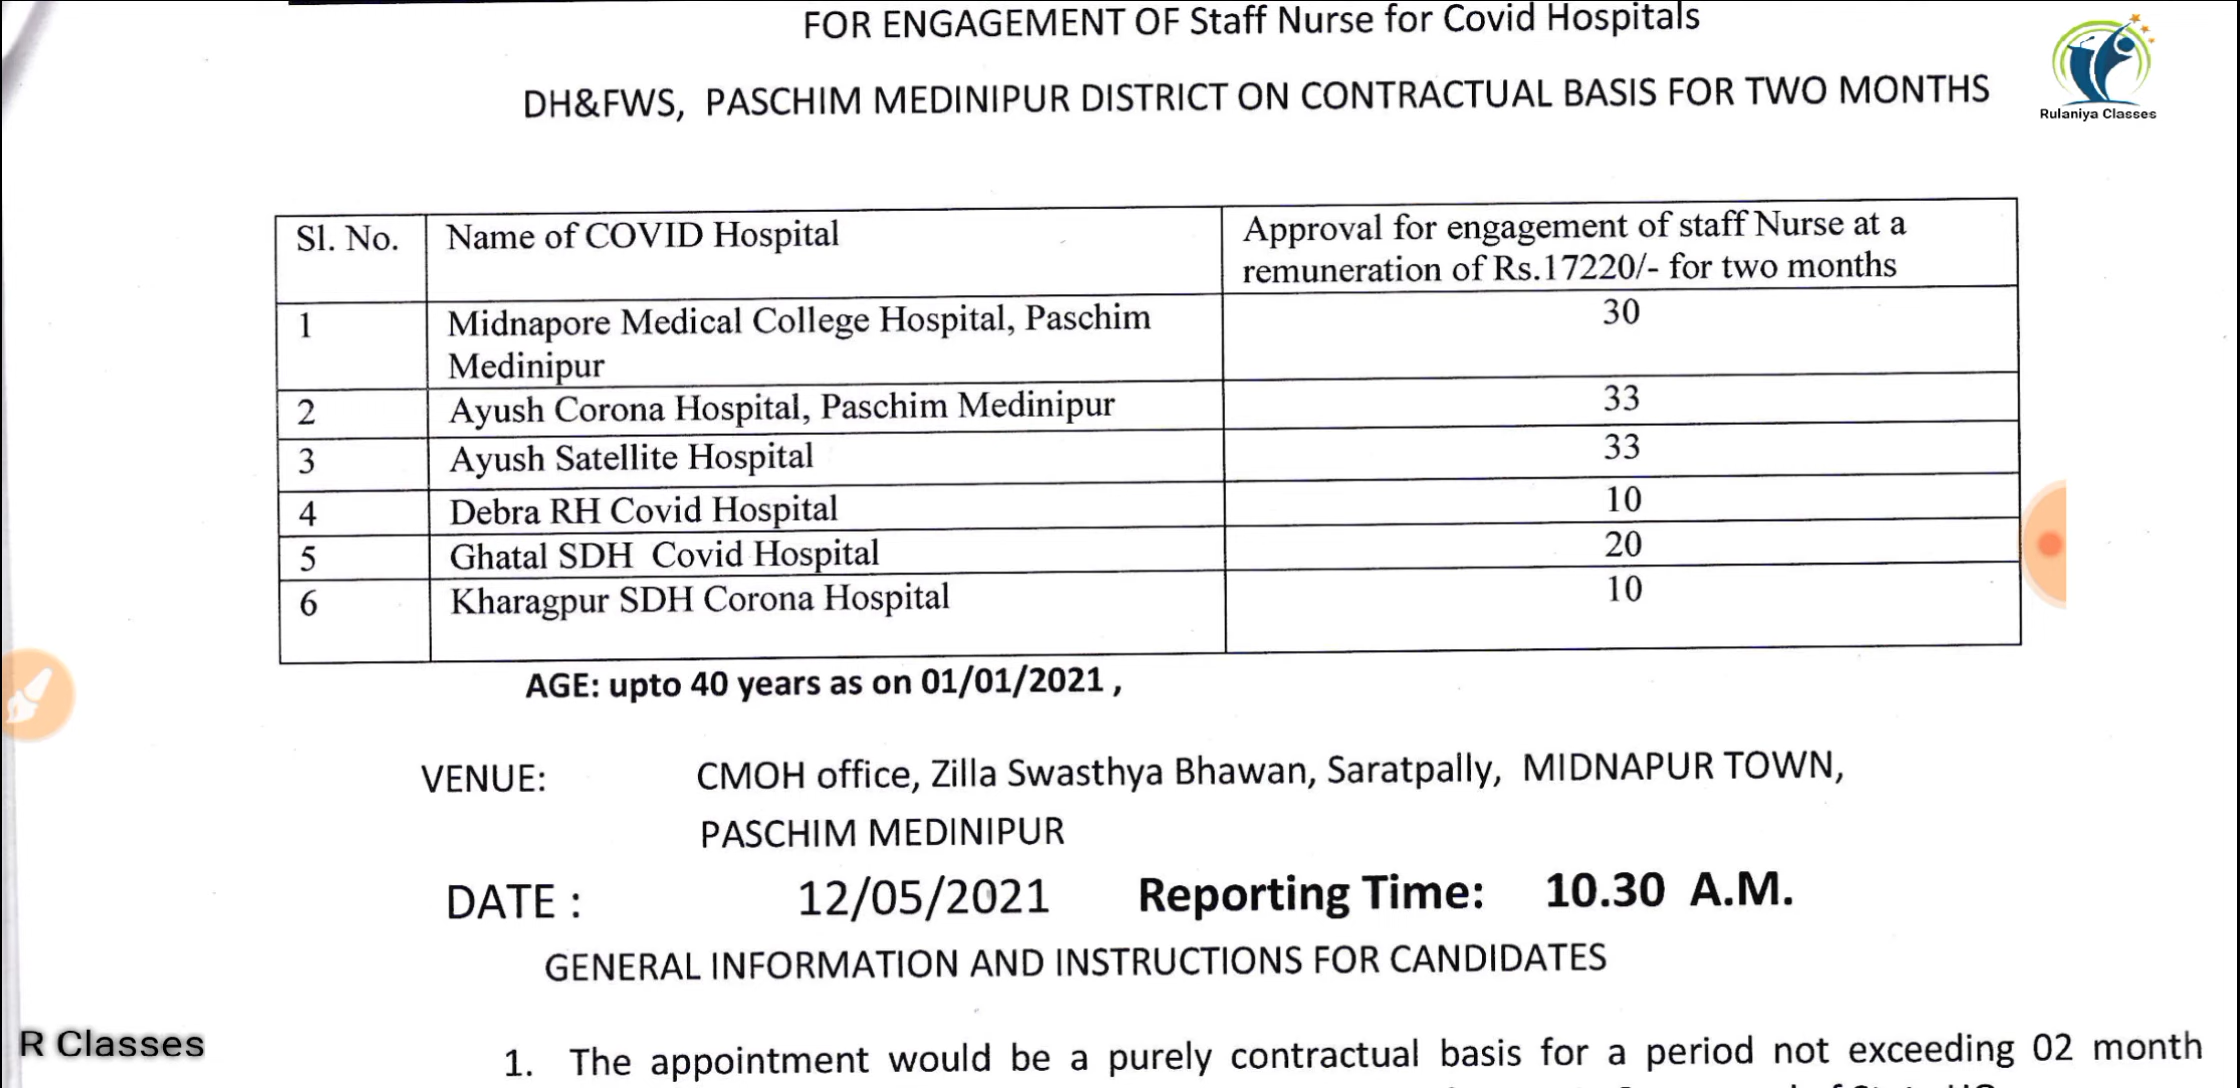 FOR ENGAGEMENT OF Staff Nurse for Covid Hospitals
DH&FWS, PASCHIM MEDINIPUR DISTRICT ON CONTRACTUAL BASIS FOR TWO MONTHS
Rulaniya Classes
Sl. No. Name of COVID Hospital Approval for engagement of staff Nurse at a
remuneration of Rs.17220/- for two months
1 Midnapore Medical College Hospital, Paschim 30
Medinipur
2 Ayush Corona Hospital, Paschim Medinipur 33
3 Ayush Satellite Hospital 33
4 Debra RH Covid Hospital 10
5 Ghatal SDH Covid Hospital 20
6 Kharagpur SDH Corona Hospital 10
AGE: upto 40 years as on 01/01/2021 ,
VENUE: CMOH office, Zilla Swasthya Bhawan, Saratpally, MIDNAPUR TOWN,
PASCHIM MEDINIPUR
DATE : 12/05/2021 Reporting Time: 10.30 A.M.
GENERAL INFORMATION AND INSTRUCTIONS FOR CANDIDATES
R Classes
1. The appointment would be a purely contractual basis for a period not exceeding 02 month